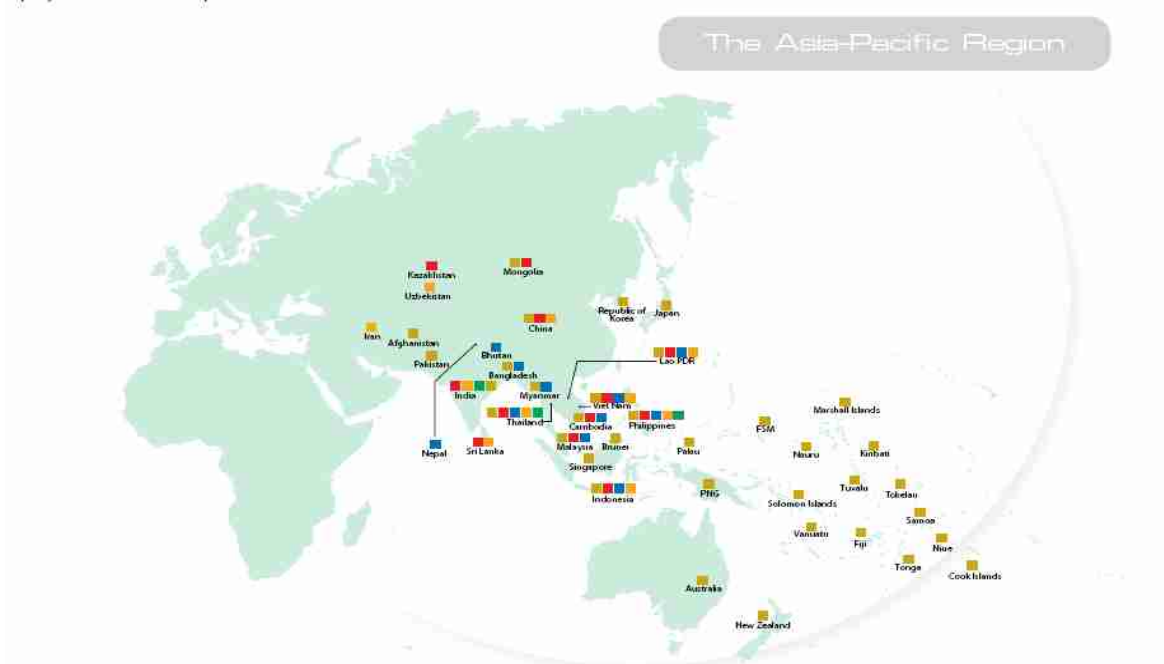 The Asia-Pacific Region
Kazakhstan
Mongolia
Uzbekistan
Republic of
Korea
Japan
China
Iran
Afghanistan
Pakistan
Bhutan
Lao PDR
Bangladesh
India
Myanmar
Viet Nam
Thailand
Cambodia
Philippines
Marshall Islands
FSM
Nepal
Sri Lanka
Malaysia
Brunei
Palau
Nauru
Kiribati
Singapore
Indonesia
PNG
Tuvalu
Tokelau
Solomon Islands
Samoa
Vanuatu
Fiji
Niue
Tonga
Cook Islands
Australia
New Zealand